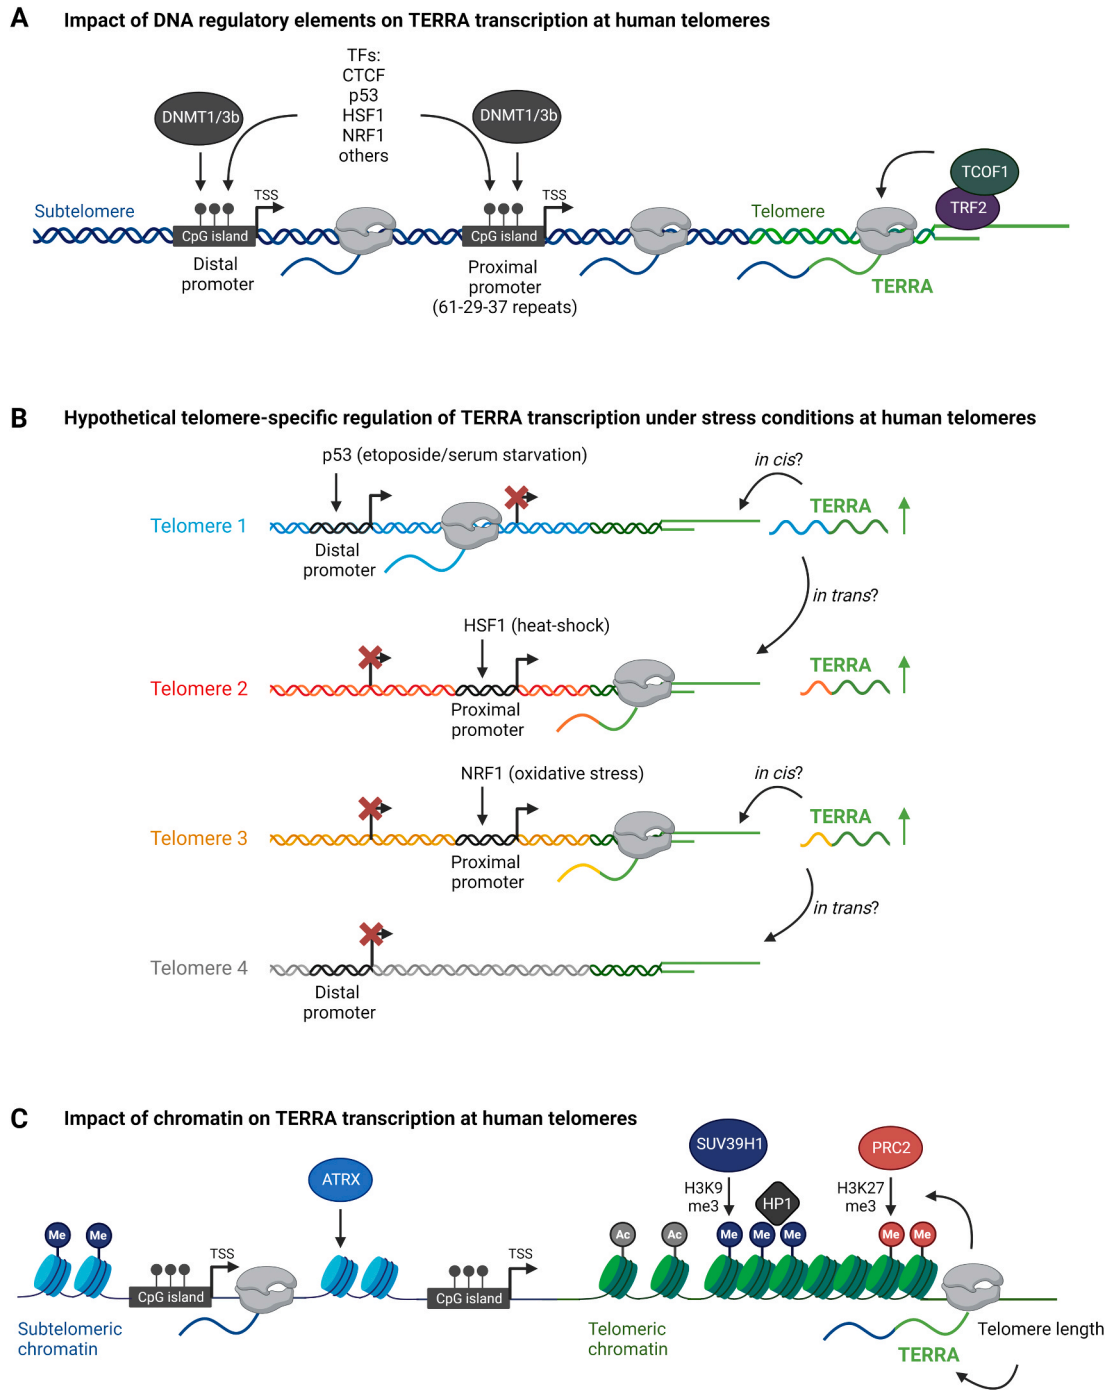 A
Impact of DNA regulatory elements on TERRA transcription at human telomeres
TFs:
CTCF
p53
HSF1
NRF1
others
DNMT1/3b
DNMT1/3b
TCOF1
TRF2
Subtelomere
TSS
TSS
Telomere
CpG island
CpG island
Distal
promoter
Proximal
promoter
(61-29-37 repeats)
TERRA
B
Hypothetical telomere-specific regulation of TERRA transcription under stress conditions at human telomeres
p53 (etoposide/serum starvation)
in cis?
Telomere 1
TERRA
Distal
promoter
in trans?
HSF1 (heat-shock)
Telomere 2
TERRA
Proximal
promoter
NRF1 (oxidative stress)
in cis?
Telomere 3
TERRA
Proximal
promoter
in trans?
Telomere 4
Distal
promoter
C
Impact of chromatin on TERRA transcription at human telomeres
SUV39H1
PRC2
ATRX
H3K9
me3
HP1
H3K27
me3
Me
Me
TSS
TSS
Ac
Ac
Me
Me
Me
Me
Me
CpG island
CpG island
Subtelomeric
chromatin
Telomeric
chromatin
Telomere length
TERRA